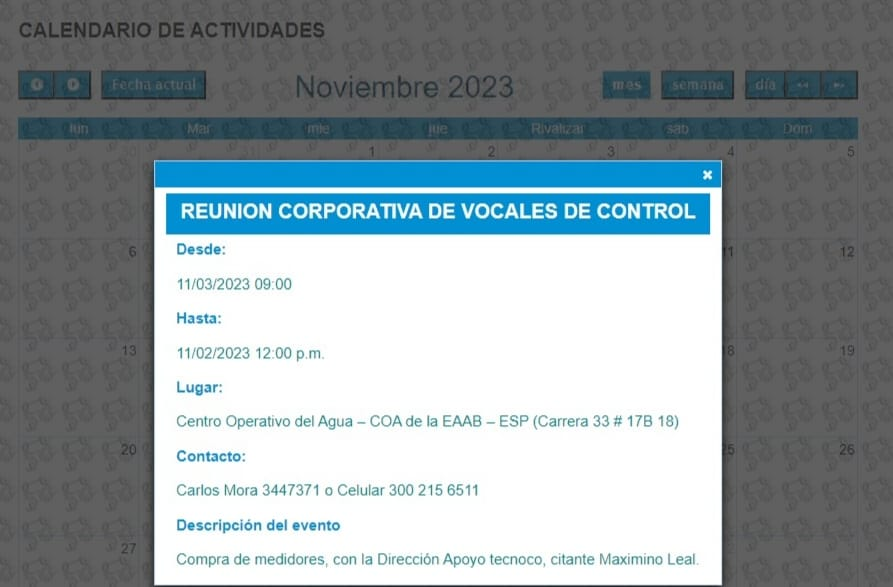 CALENDARIO DE ACTIVIDADES
Fecha actual
Noviembre 2023
mes semana día
lun Mar mie jue Rivalizar sab Dom
30 31 1 2 3 4 5
REUNION CORPORATIVA DE VOCALES DE CONTROL
Desde:
6 11 12
11/03/2023 09:00
Hasta:
13 18 19
11/02/2023 12:00 p.m.
Lugar:
Centro Operativo del Agua – COA de la EAAB – ESP (Carrera 33 # 17B 18)
20 25 26
Contacto:
Carlos Mora 3447371 o Celular 300 215 6511
Descripción del evento
27
Compra de medidores, con la Dirección Apoyo tecnoco, citante Maximino Leal.